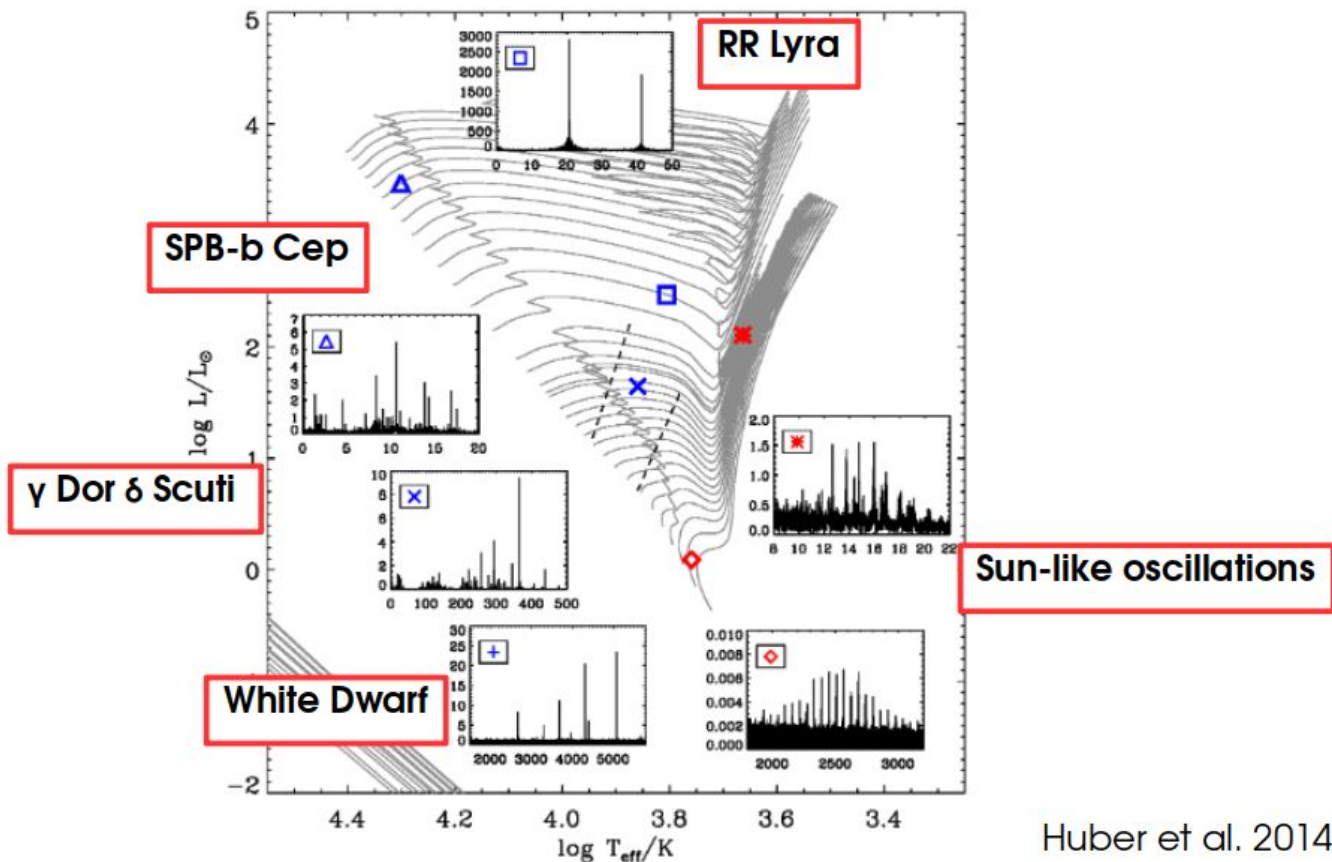 RR Lyra
5
3000
2500
2000
1500
1000
500
0 10 20 30 40 50
4
SPB-b Cep
7
6
5
4
3
2
1
0
0 5 10 15 20
2
log L/L☉
1
0
-2
γ Dor δ Scuti
10
8
6
4
2
0
0 100 200 300 400 500
2.0
1.5
1.0
0.5
0.0
8 10 12 14 16 18 20 22
Sun-like oscillations
White Dwarf
30
25
20
15
10
5
0
2000 3000 4000 5000
0.010
0.008
0.006
0.004
0.002
0.000
2000 2500 3000
4.4 4.2 4.0 3.8 3.6 3.4
log Teff/K
Huber et al. 2014